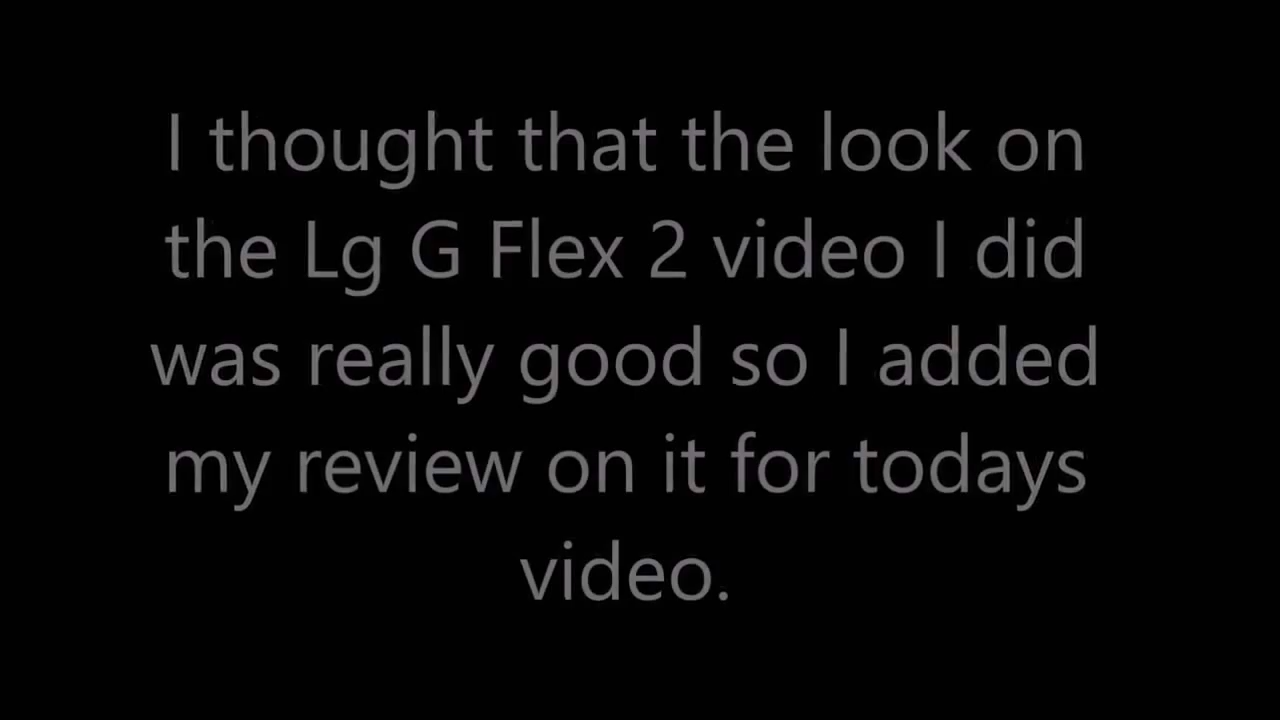 I thought that the look on
the Lg G Flex 2 video I did
was really good so I added
my review on it for todays
video.